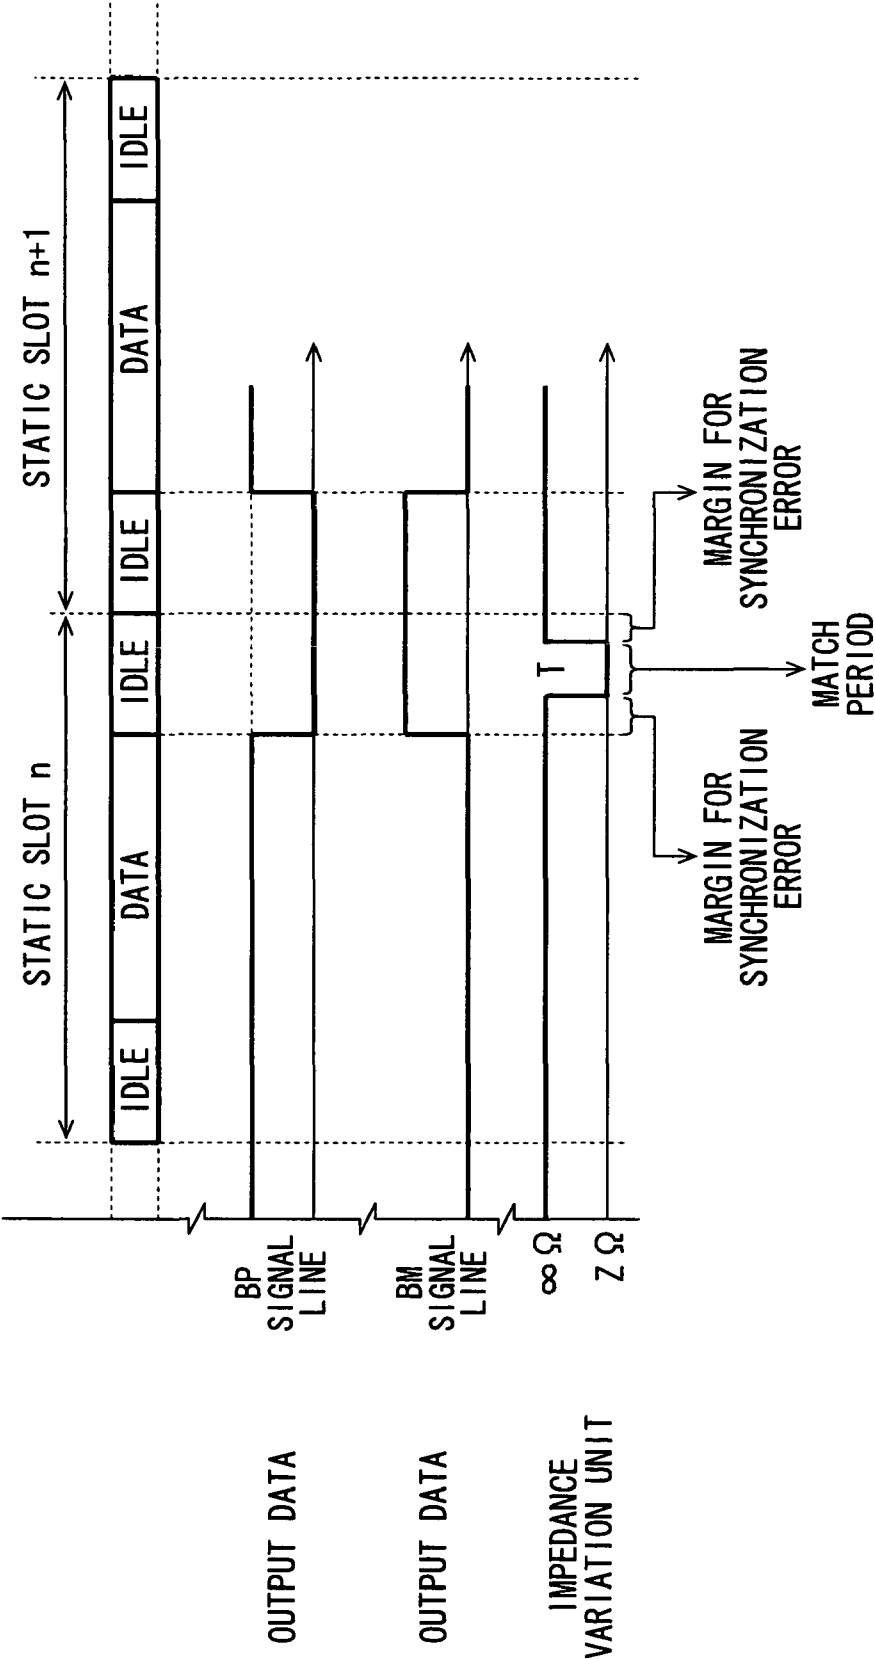 STATIC SLOT n
STATIC SLOT n+1
IDLE
DATA
IDLE
IDLE
DATA
IDLE
OUTPUT DATA
BP
SIGNAL
LINE
OUTPUT DATA
BM
SIGNAL
LINE
IMPEDANCE
VARIATION UNIT
∞ Ω
Z Ω
T
MARGIN FOR
SYNCHRONIZATION
ERROR
MATCH
PERIOD
MARGIN FOR
SYNCHRONIZATION
ERROR